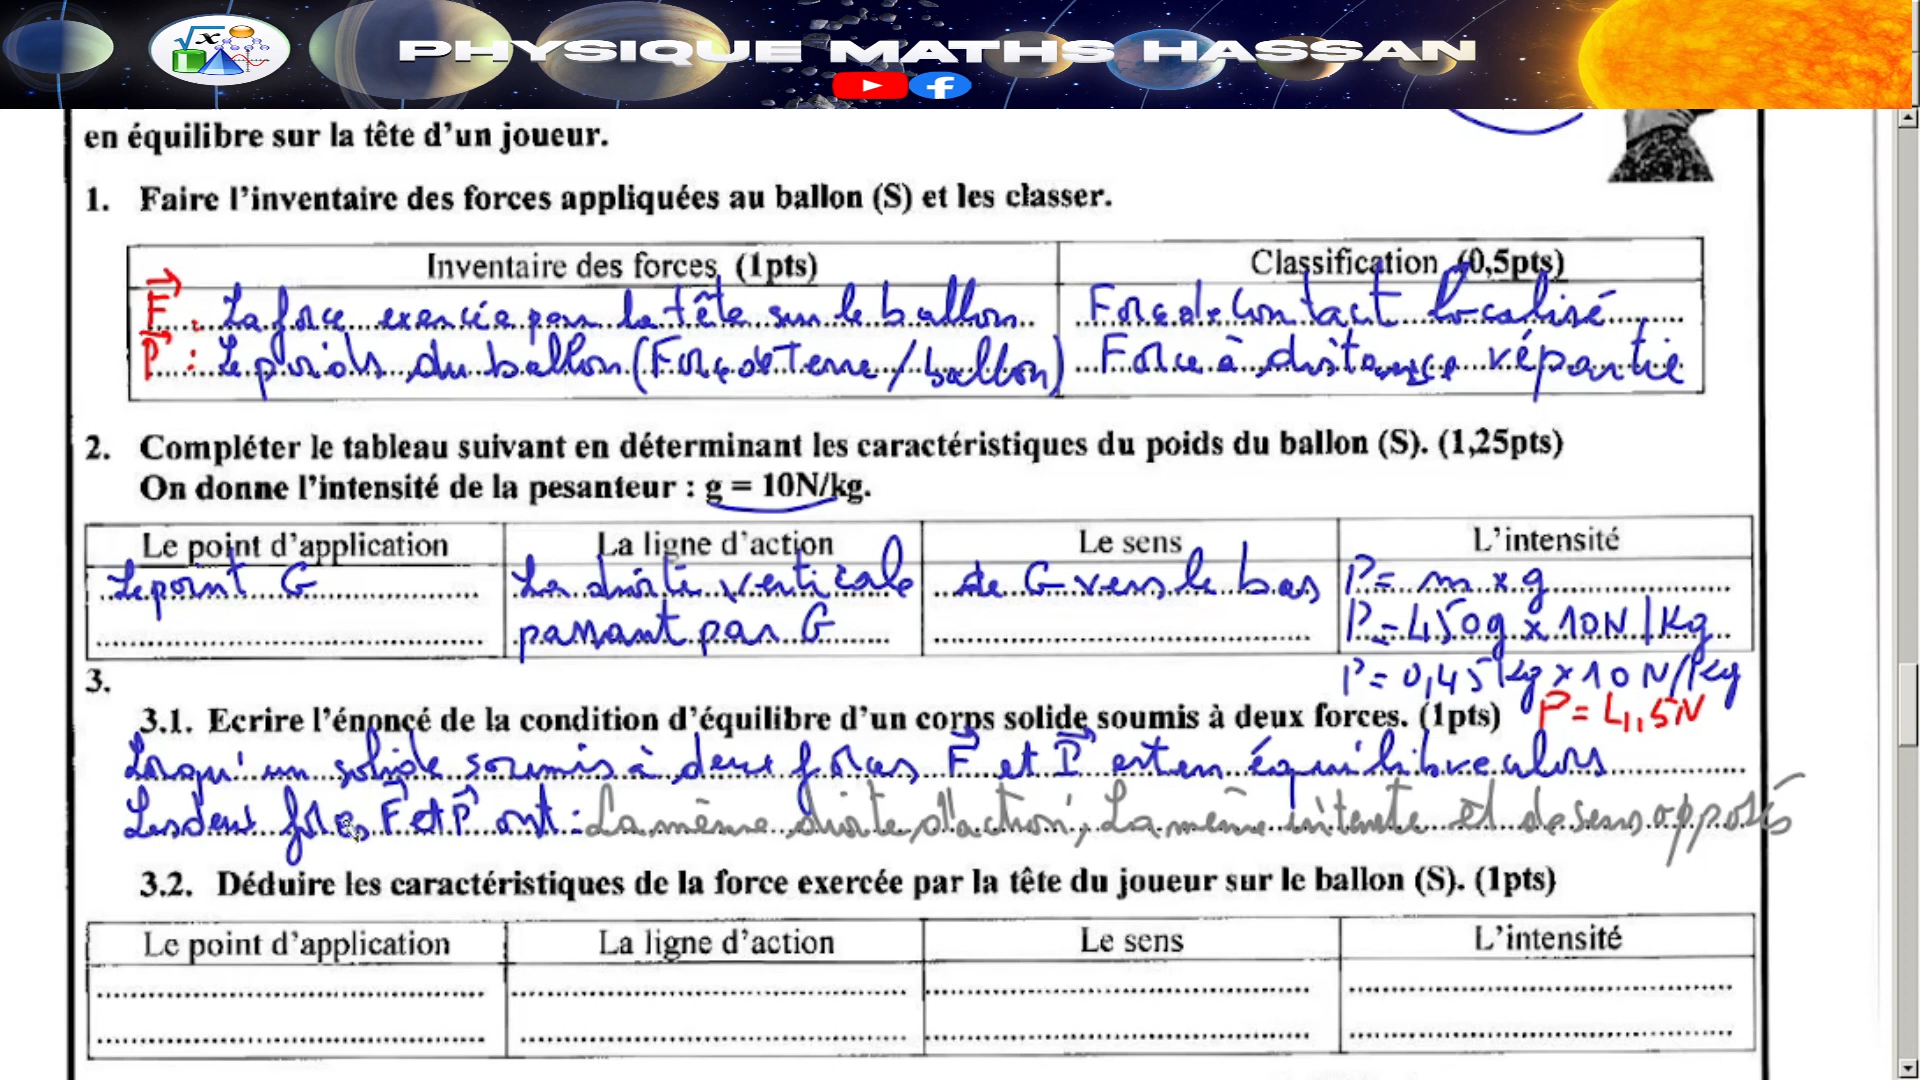 PHYSIQUE MATHS HASSAN
en équilibre sur la tête d'un joueur.
1. Faire l'inventaire des forces appliquées au ballon (S) et les classer.
Inventaire des forces (1pts) Classification (0,5pts)
F : La force exercée par la tête sur le ballon Force de Contact localisé
P : Le poids du ballon (Force de Terre/ballon) Force à distance répartie
2. Compléter le tableau suivant en déterminant les caractéristiques du poids du ballon (S). (1,25pts)
On donne l'intensité de la pesanteur : g = 10N/kg.
Le point d'application La ligne d'action Le sens L'intensité
Le point G La droite verticale de G vers le bas P = m x g
passant par G P = 450g x 10N/Kg
P = 0,45 kg x 10 N/Kg
3.
3.1. Ecrire l'énoncé de la condition d'équilibre d'un corps solide soumis à deux forces. (1pts) P = 4,5N
Lorsqu'un solide soumis à deux forces F et P est en équilibre alors
Les deux forces F et P ont : La même droite d'action ; La même intensté et de sens opposés
3.2. Déduire les caractéristiques de la force exercée par la tête du joueur sur le ballon (S). (1pts)
Le point d'application La ligne d'action Le sens L'intensité